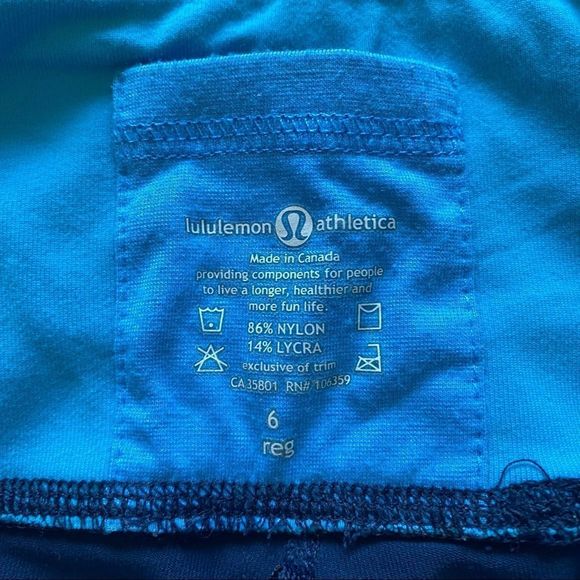 lululemon athletica
Made in Canada
providing components for people
to live a longer, healthier and
more fun life.
86% NYLON
14% LYCRA
exclusive of trim
CA 35801 RN# 106359
6
reg